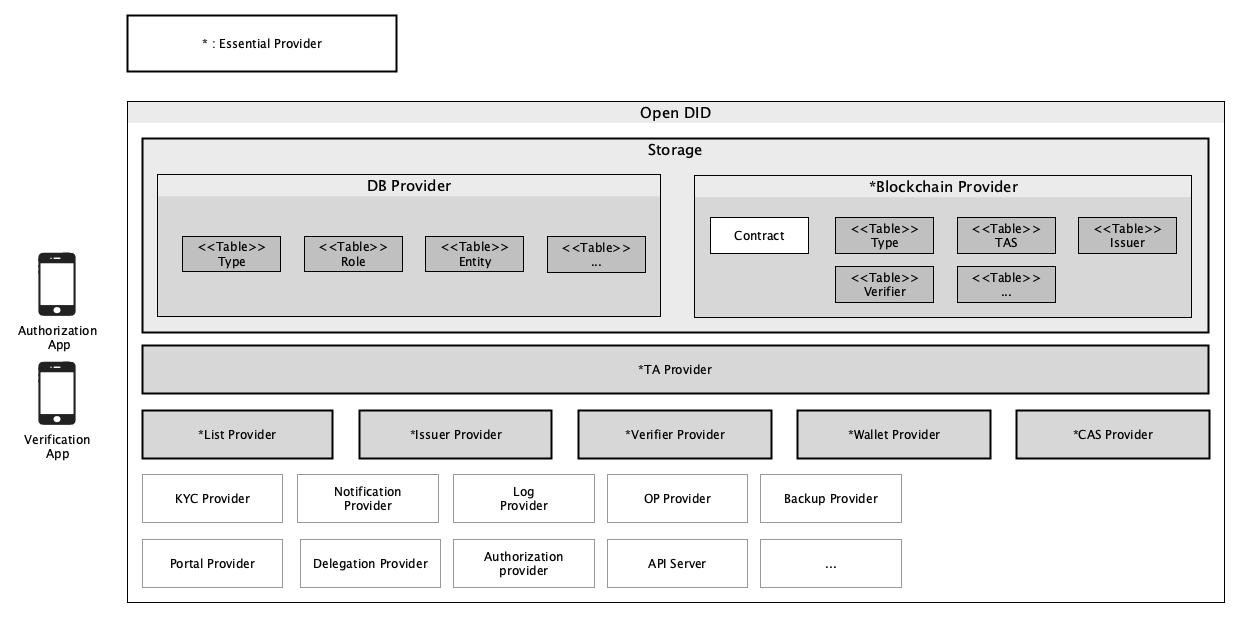 * : Essential Provider
Open DID
Storage
DB Provider
<<Table>>
Type
<<Table>>
Role
<<Table>>
Entity
<<Table>>
...
*Blockchain Provider
Contract
<<Table>>
Type
<<Table>>
TAS
<<Table>>
Issuer
<<Table>>
Verifier
<<Table>>
...
Authorization
App
Verification
App
*TA Provider
*List Provider
*Issuer Provider
*Verifier Provider
*Wallet Provider
*CAS Provider
KYC Provider
Notification
Provider
Log
Provider
OP Provider
Backup Provider
Portal Provider
Delegation Provider
Authorization
provider
API Server
...